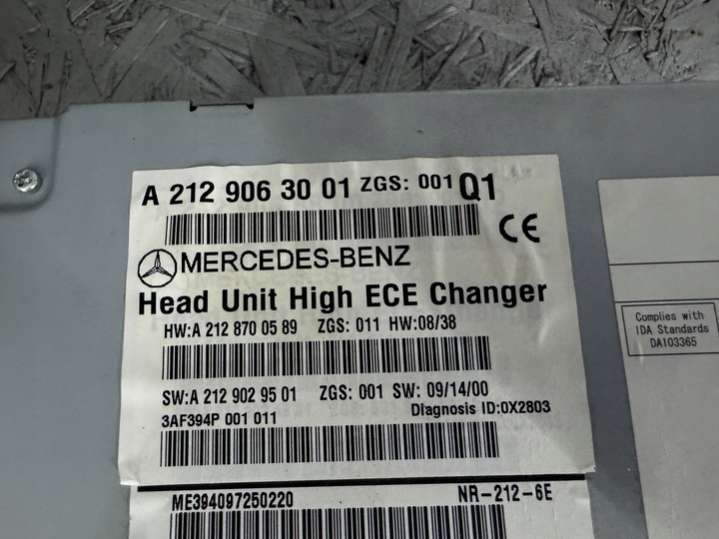 A 212 906 30 01 ZGS: 001 Q1
CE
MERCEDES-BENZ
Head Unit High ECE Changer
HW:A 212 870 05 89 ZGS: 011 HW:08/38
SW:A 212 902 95 01 ZGS: 001 SW: 09/14/00
3AF394P 001 011 Diagnosis ID:0X2803
ME394097250220 NR-212-6E
Complies with
IDA Standards
DA103365